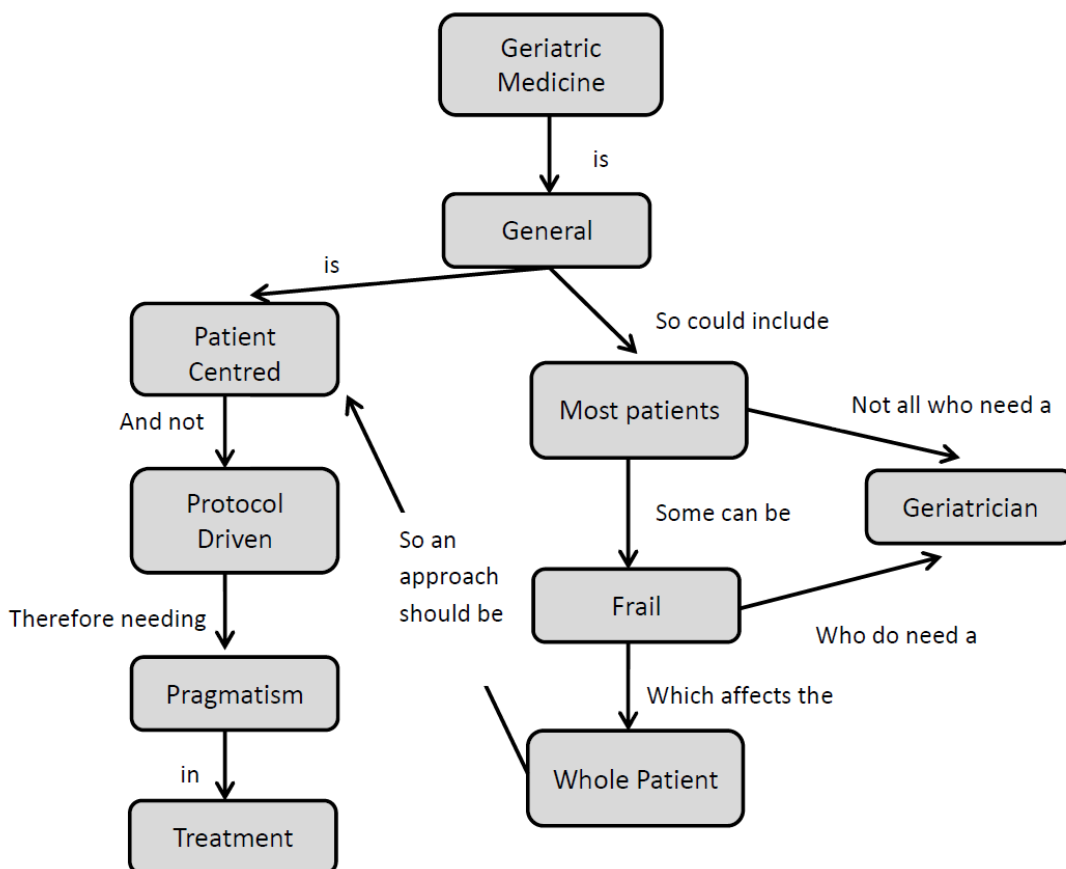 Geriatric
Medicine
is
General
is
So could include
Patient
Centred
Most patients
Not all who need a
And not
Protocol
Driven
Some can be
Geriatrician
So an
approach
should be
Therefore needing
Frail
Who do need a
Pragmatism
Which affects the
in
Whole Patient
Treatment